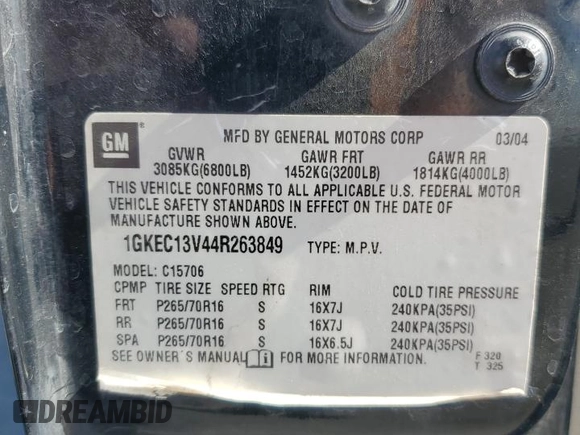 GM ®
MFD BY GENERAL MOTORS CORP 03/04
GVWR GAWR FRT GAWR RR
3085KG(6800LB) 1452KG(3200LB) 1814KG(4000LB)
THIS VEHICLE CONFORMS TO ALL APPLICABLE U.S. FEDERAL MOTOR
VEHICLE SAFETY STANDARDS IN EFFECT ON THE DATE OF
MANUFACTURE SHOWN ABOVE.
1GKEC13V44R263849 TYPE: M.P.V.
MODEL: C15706
CPMP TIRE SIZE SPEED RTG RIM COLD TIRE PRESSURE
FRT P265/70R16 S 16X7J 240KPA(35PSI)
RR P265/70R16 S 16X7J 240KPA(35PSI)
SPA P265/70R16 S 16X6.5J 240KPA(35PSI)
SEE OWNER'S MANUAL FOR MORE INFORMATION. F 320
T 325
DREAMBID